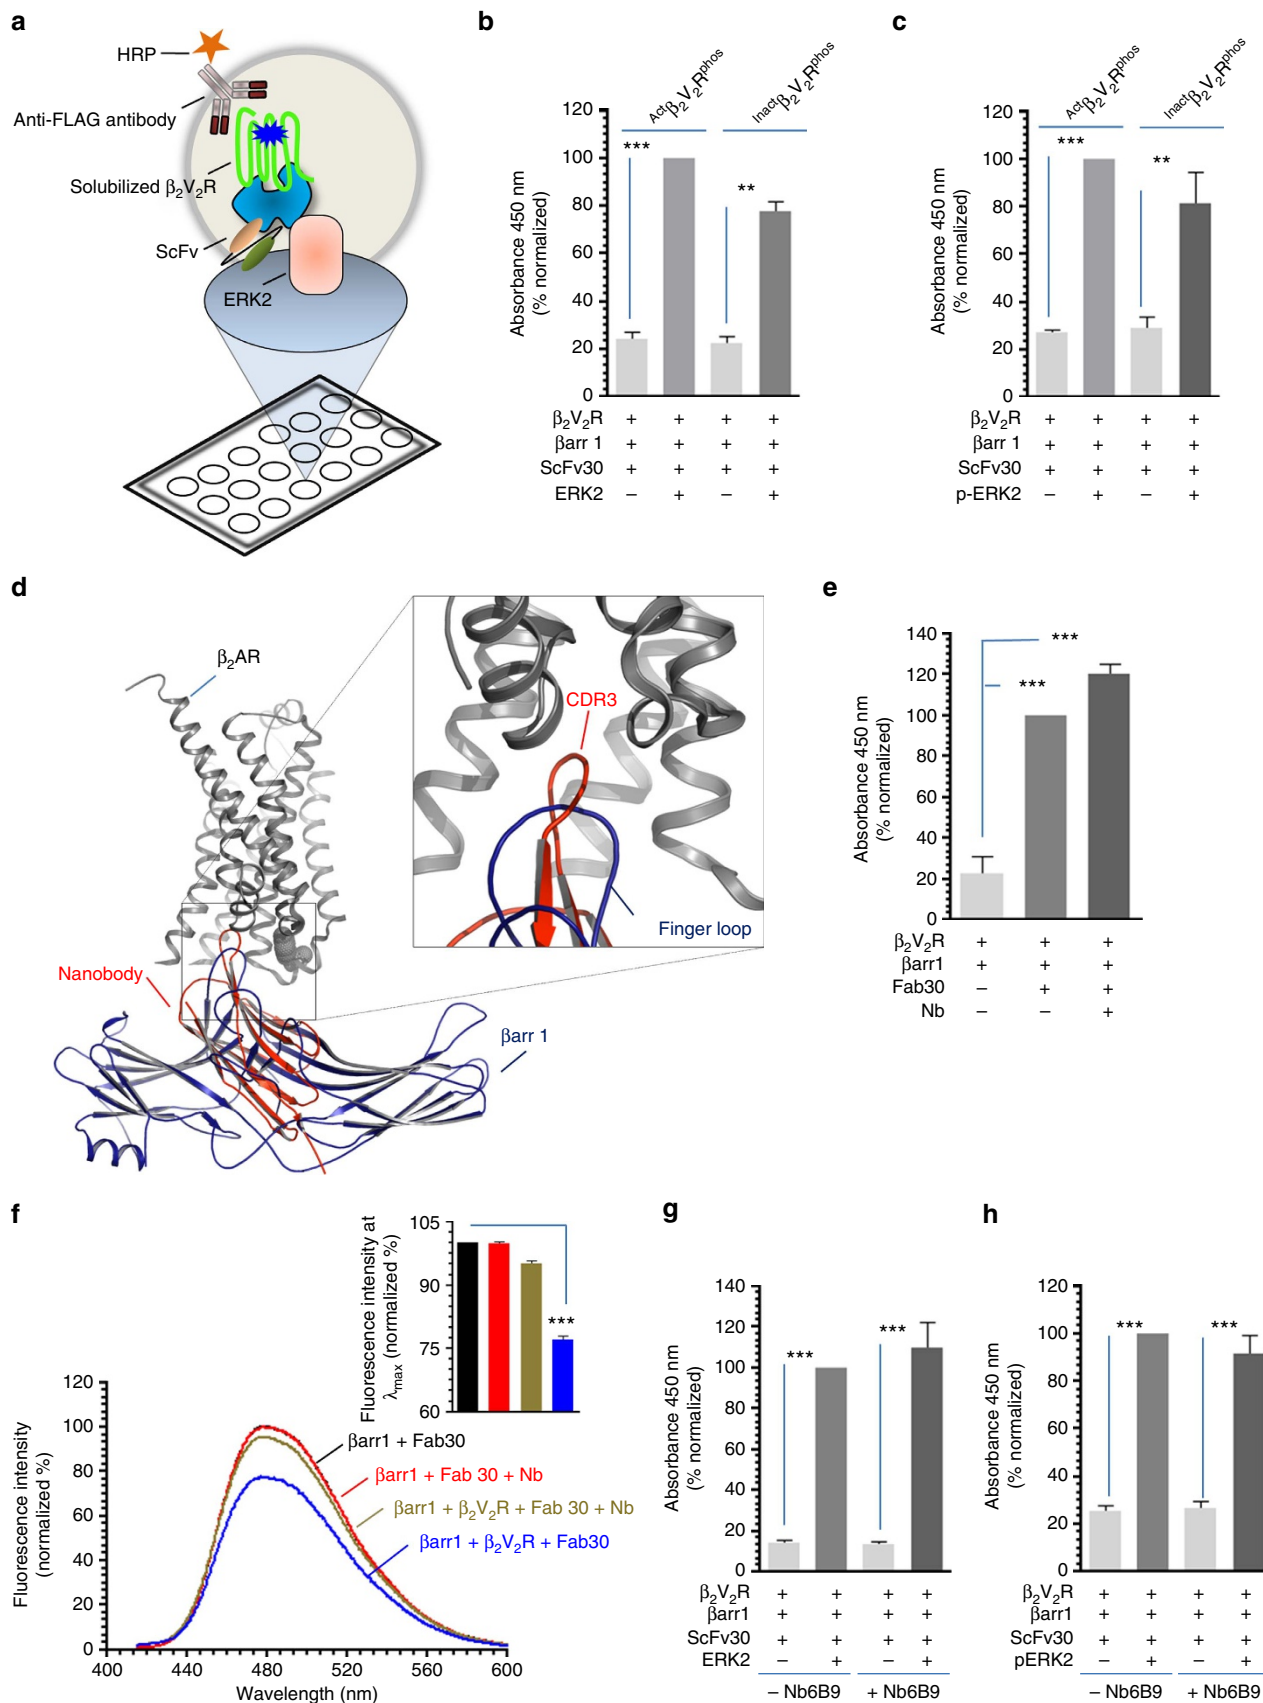 a
HRP
Anti-FLAG antibody
Solubilized β2V2R
ScFv
ERK2
b
Actβ2V2Rphos
Inactβ2V2Rphos
Absorbance 450 nm
(% normalized)
120
100
80
60
40
20
0
***
**
β2V2R + + + +
βarr 1 + + + +
ScFv30 + + + +
ERK2 – + – +
c
Actβ2V2Rphos
Inactβ2V2Rphos
Absorbance 450 nm
(% normalized)
120
100
80
60
40
20
0
***
**
β2V2R + + + +
βarr 1 + + + +
ScFv30 + + + +
p-ERK2 – + – +
d
β2AR
CDR3
Finger loop
Nanobody
βarr 1
e
Absorbance 450 nm
(% normalized)
140
120
100
80
60
40
20
0
***
***
β2V2R + + +
βarr1 + + +
Fab30 – + +
Nb – – +
f
Fluorescence intensity at
λmax (normalized %)
105
90
75
60
***
Fluorescence intensity
(normalized %)
120
100
80
60
40
20
0
βarr1 + Fab30
βarr1 + Fab 30 + Nb
βarr1 + β2V2R + Fab 30 + Nb
βarr1 + β2V2R + Fab30
400 440 480 520 560 600
Wavelength (nm)
g
Absorbance 450 nm
(% normalized)
140
120
100
80
60
40
20
0
***
***
β2V2R + + + +
βarr1 + + + +
ScFv30 + + + +
ERK2 – + – +
– Nb6B9 + Nb6B9
h
Absorbance 450 nm
(% normalized)
120
100
80
60
40
20
0
***
***
β2V2R + + + +
βarr1 + + + +
ScFv30 + + + +
pERK2 – + – +
– Nb6B9 + Nb6B9